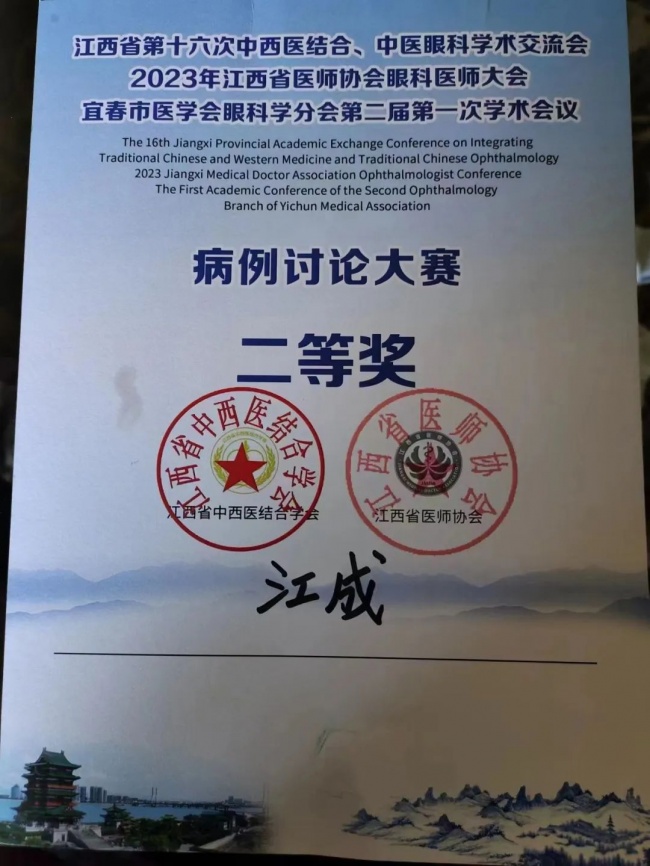 江西省第十六次中西医结合、中医眼科学术交流会
2023年江西省医师协会眼科医师大会
宜春市医学会眼科学分会第二届第一次学术会议
The 16th Jiangxi Provincial Academic Exchange Conference on Integrating
Traditional Chinese and Western Medicine and Traditional Chinese Ophthalmology
2023 Jiangxi Medical Doctor Association Ophthalmologist Conference
The First Academic Conference of the Second Ophthalmology
Branch of Yichun Medical Association
病例讨论大赛
二等奖
江西省中西医结合学会
江西省医师协会
江西省中西医结合学会
江西省医师协会
江成